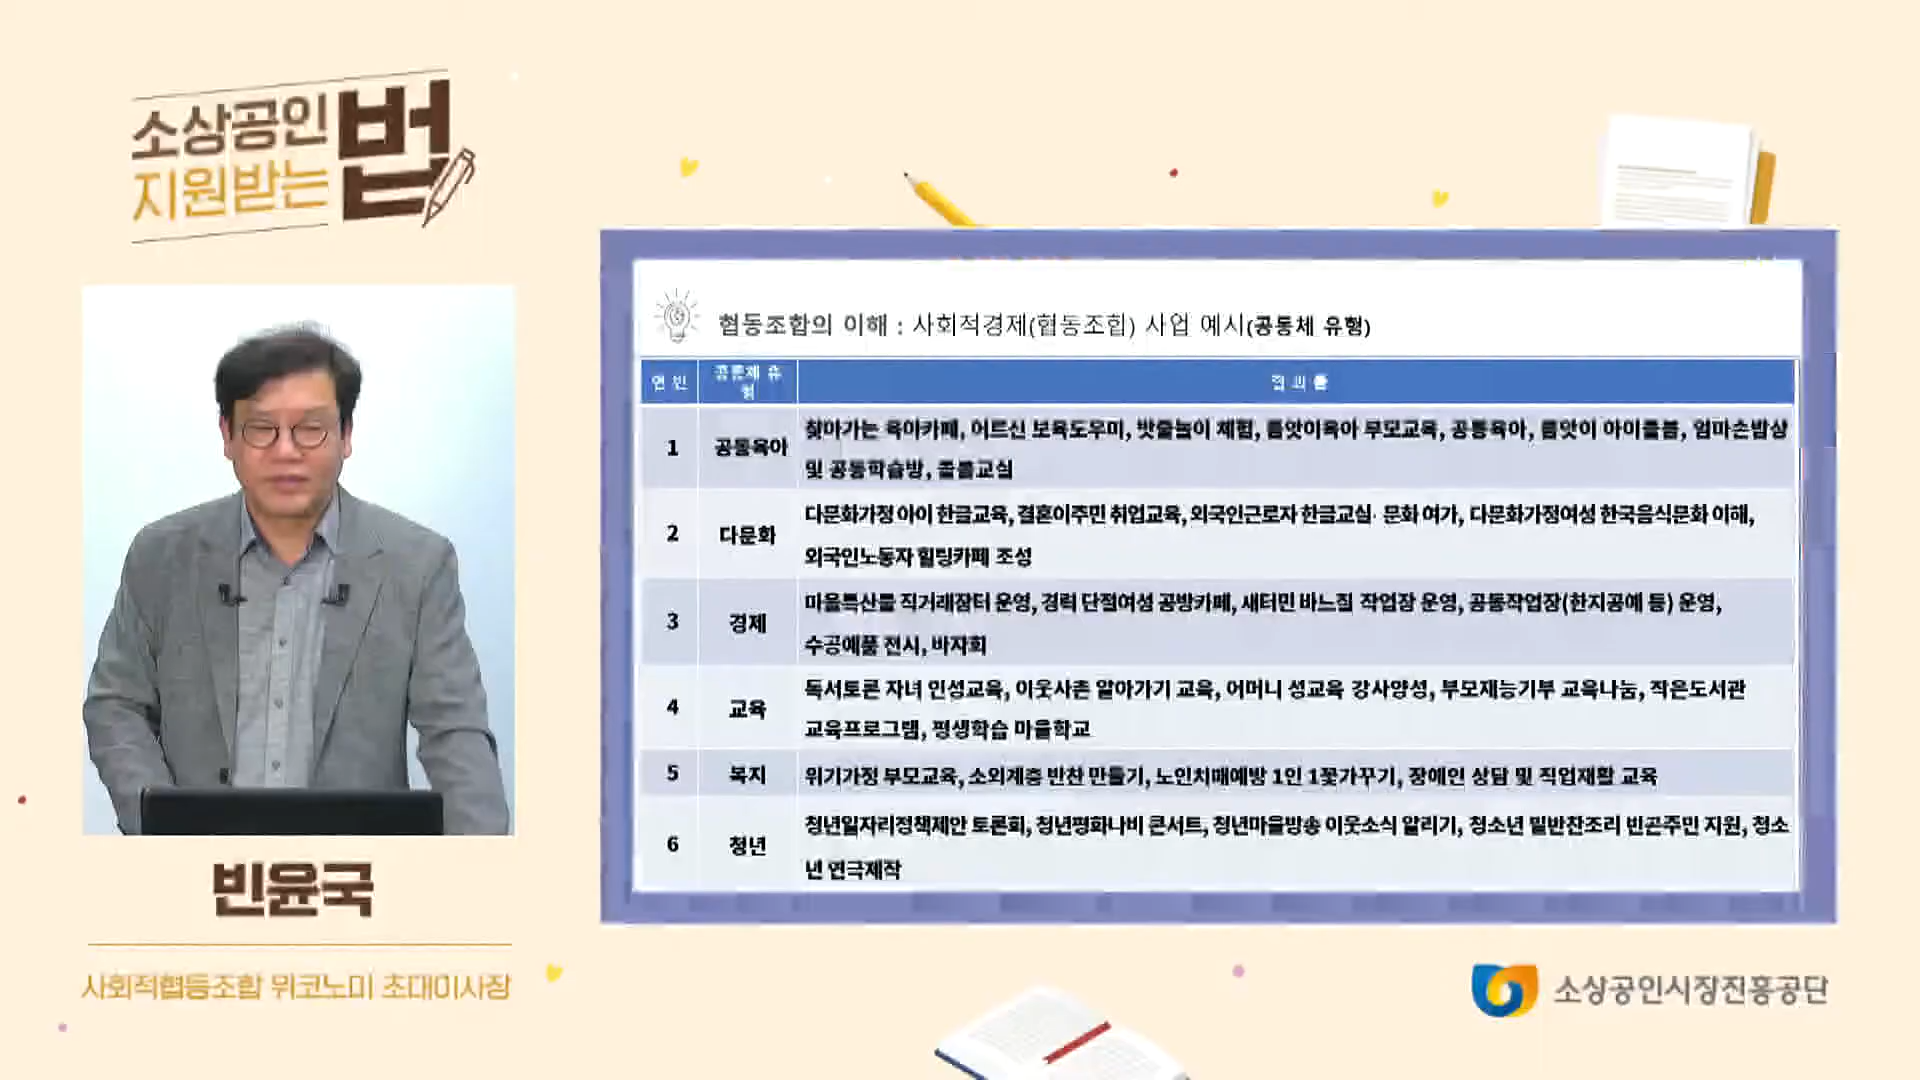 소상공인
지원받는
법
협동조합의 이해 : 사회적경제(협동조합) 사업 예시(공동체 유형)
연 번
공동체 유
형
1
공동육아
찾아가는 육아카페, 어르신 보육도우미, 밧줄놀이 체험, 품앗이육아 부모교육, 공동육아, 품앗이 아이돌봄, 엄마손밥상
및 공동학습방, 돌봄교실
2
다문화
다문화가정 아이 한글교육, 결혼이주민 취업교육, 외국인근로자 한글교실· 문화 여가, 다문화가정여성 한국음식문화 이해,
외국인노동자 힐링카페 조성
3
경제
마을특산물 직거래장터 운영, 경력 단절여성 공방카페, 새터민 바느질 작업장 운영, 공동작업장(한지공예 등) 운영,
수공예품 전시, 바자회
4
교육
독서토론 자녀 인성교육, 이웃사촌 알아가기 교육, 어머니 성교육 강사양성, 부모재능기부 교육나눔, 작은도서관
교육프로그램, 평생학습 마을학교
5
복지
위기가정 부모교육, 소외계층 반찬 만들기, 노인치매예방 1인 1꽃가꾸기, 장애인 상담 및 직업재활 교육
6
청년
청년일자리정책제안 토론회, 청년평화나비 콘서트, 청년마을방송 이웃소식 알리기, 청소년 밑반찬조리 빈곤주민 지원, 청소
년 연극제작
빈윤국
사회적협동조합 위코노미 초대이사장
소상공인시장진흥공단